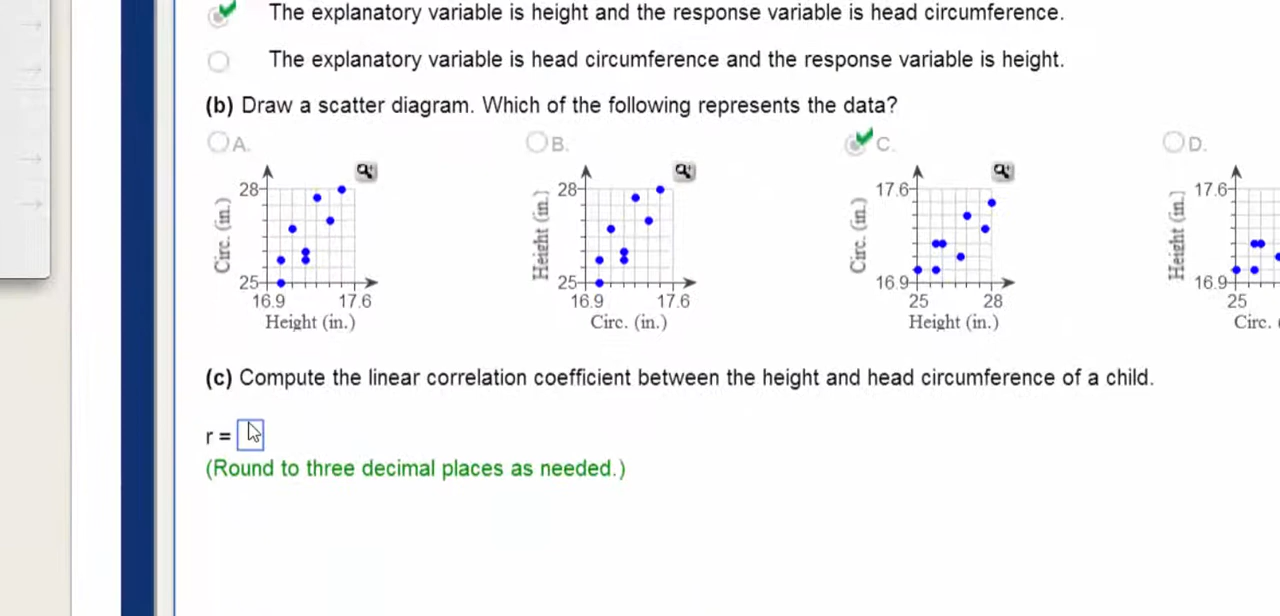 The explanatory variable is height and the response variable is head circumference.
The explanatory variable is head circumference and the response variable is height.
(b) Draw a scatter diagram. Which of the following represents the data?
A.
B.
C.
D.
28
25
Circ. (in.)
16.9 17.6
Height (in.)
28
25
Height (in.)
16.9 17.6
Circ. (in.)
17.6
16.9
Circ. (in.)
25 28
Height (in.)
17.6
16.9
Height (in.)
25
Circ. (
(c) Compute the linear correlation coefficient between the height and head circumference of a child.
r =
(Round to three decimal places as needed.)